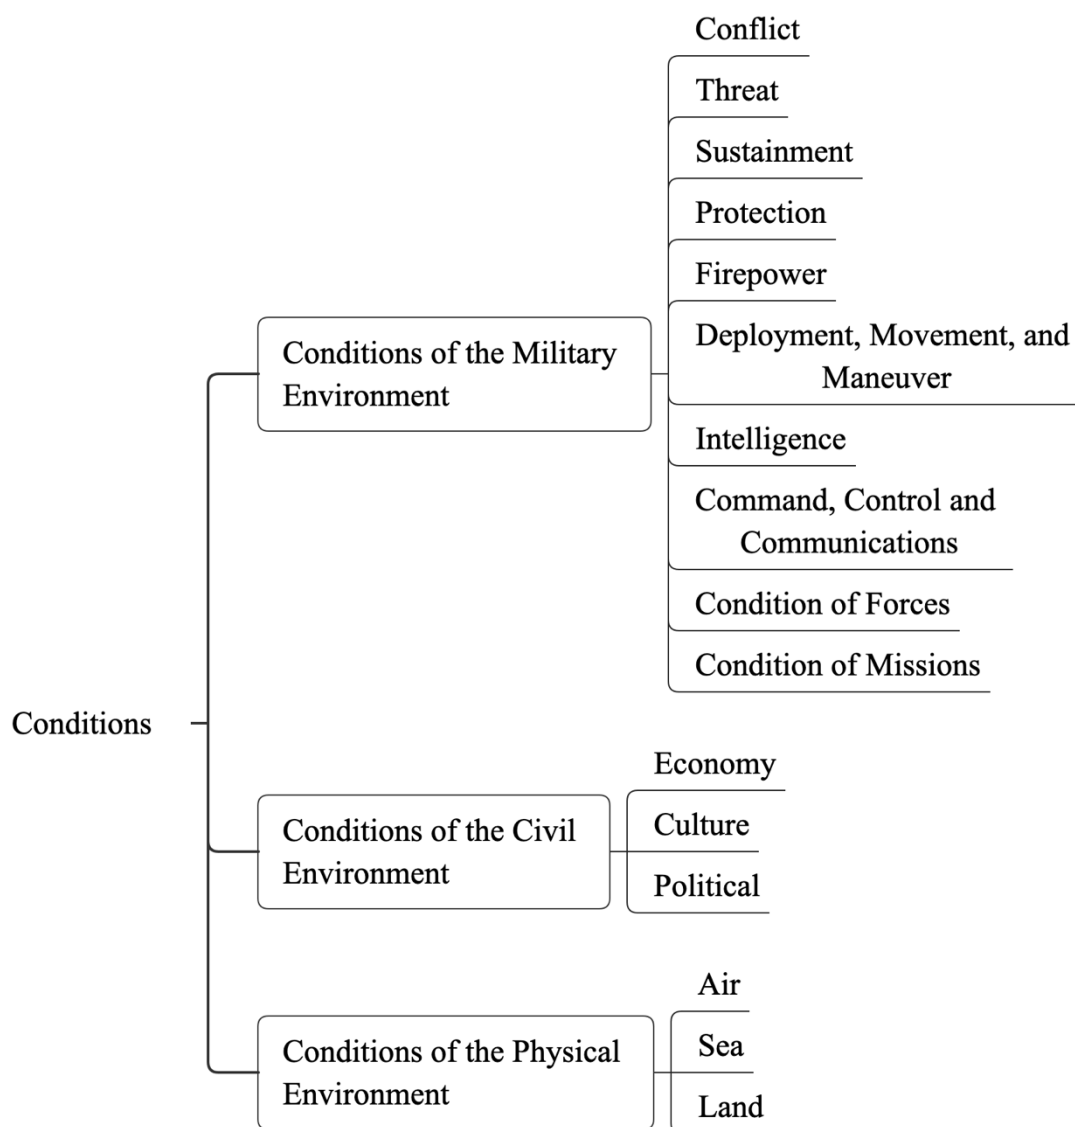 Conflict
Threat
Sustainment
Protection
Firepower
Deployment, Movement, and
Maneuver
Conditions of the Military
Environment
Intelligence
Command, Control and
Communications
Condition of Forces
Condition of Missions
Conditions
Economy
Conditions of the Civil
Environment
Culture
Political
Air
Conditions of the Physical
Environment
Sea
Land